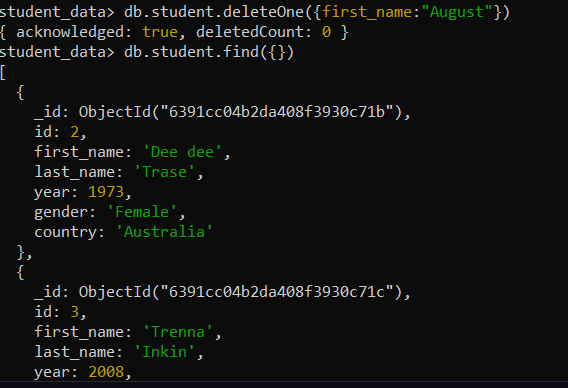 student_data> db.student.deleteOne({first_name:"August"})
{ acknowledged: true, deletedCount: 0 }
student_data> db.student.find({})
[
  {
    _id: ObjectId("6391cc04b2da408f3930c71b"),
    id: 2,
    first_name: 'Dee dee',
    last_name: 'Trase',
    year: 1973,
    gender: 'Female',
    country: 'Australia'
  },
  {
    _id: ObjectId("6391cc04b2da408f3930c71c"),
    id: 3,
    first_name: 'Trenna',
    last_name: 'Inkin',
    year: 2008,